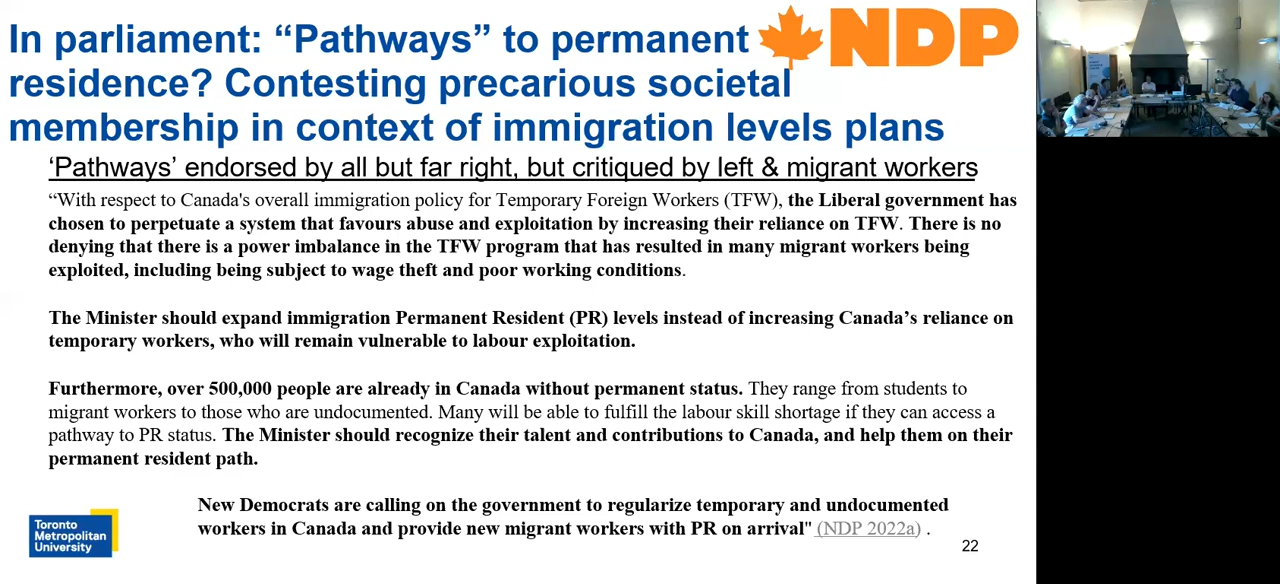 In parliament: “Pathways” to permanent
NDP
residence? Contesting precarious societal
membership in context of immigration levels plans
‘Pathways’ endorsed by all but far right, but critiqued by left & migrant workers
“With respect to Canada's overall immigration policy for Temporary Foreign Workers (TFW), the Liberal government has
chosen to perpetuate a system that favours abuse and exploitation by increasing their reliance on TFW. There is no
denying that there is a power imbalance in the TFW program that has resulted in many migrant workers being
exploited, including being subject to wage theft and poor working conditions.
The Minister should expand immigration Permanent Resident (PR) levels instead of increasing Canada’s reliance on
temporary workers, who will remain vulnerable to labour exploitation.
Furthermore, over 500,000 people are already in Canada without permanent status. They range from students to
migrant workers to those who are undocumented. Many will be able to fulfill the labour skill shortage if they can access a
pathway to PR status. The Minister should recognize their talent and contributions to Canada, and help them on their
permanent resident path.
New Democrats are calling on the government to regularize temporary and undocumented
workers in Canada and provide new migrant workers with PR on arrival" (NDP 2022a) .
Toronto
Metropolitan
University
22